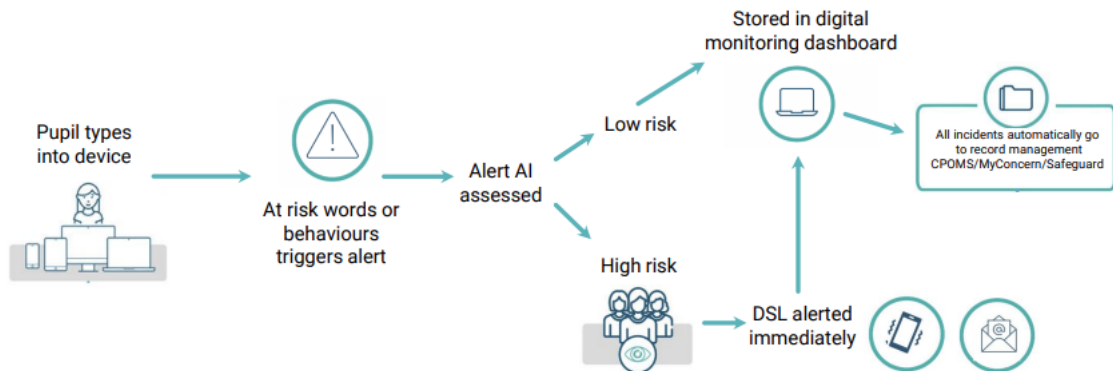 Pupil types
into device
At risk words or
behaviours
triggers alert
Alert AI
assessed
Low risk
High risk
Stored in digital
monitoring dashboard
DSL alerted
immediately
@
All incidents automatically go
to record management
CPOMS/MyConcern/Safeguard